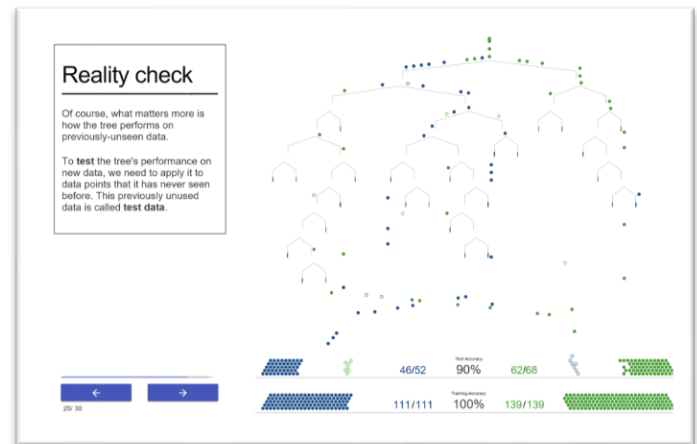 Reality check
Of course, what matters more is
how the tree performs on
previously-unseen data.
To test the tree's performance on
new data, we need to apply it to
data points that it has never seen
before. This previously unused
data is called test data.
25/ 30
Test Accuracy
46/52 90% 62/68
Training Accuracy
111/111 100% 139/139